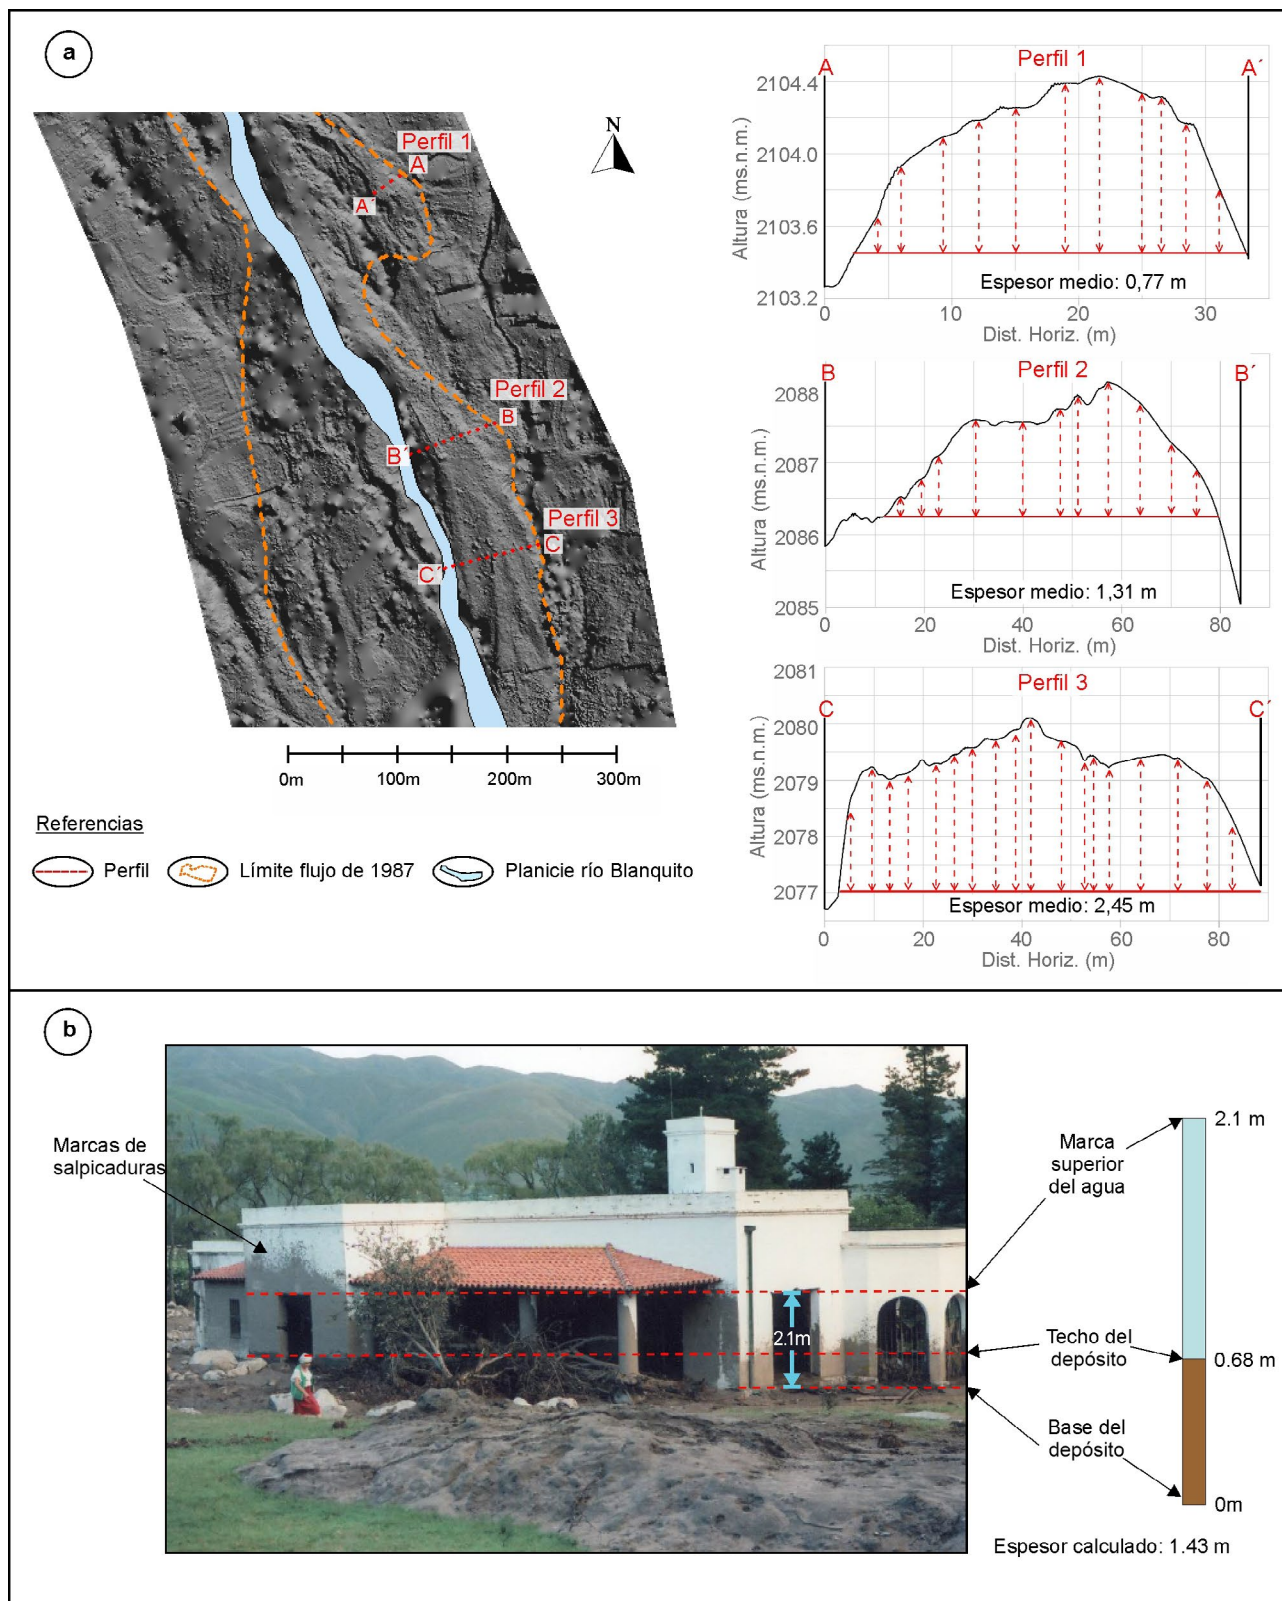 a
Perfil 1
A
A´
N
Perfil 2
B
B´
Perfil 3
C
C´
0m
100m
200m
300m
Referencias
Perfil
Límite flujo de 1987
Planicie río Blanquito
Perfil 1
A
A´
Altura (ms.n.m.)
2104.4
2104.0
2103.6
2103.2
Espesor medio: 0,77 m
0
10
20
30
Dist. Horiz. (m)
Perfil 2
B
B´
Altura (ms.n.m.)
2088
2087
2086
2085
Espesor medio: 1,31 m
0
20
40
60
80
Dist. Horiz. (m)
Perfil 3
C
C´
Altura (ms.n.m.)
2081
2080
2079
2078
2077
Espesor medio: 2,45 m
0
20
40
60
80
Dist. Horiz. (m)
b
Marcas de
salpicaduras
2.1m
Marca
superior
del agua
Techo del
depósito
Base del
depósito
2.1 m
0.68 m
0m
Espesor calculado: 1.43 m